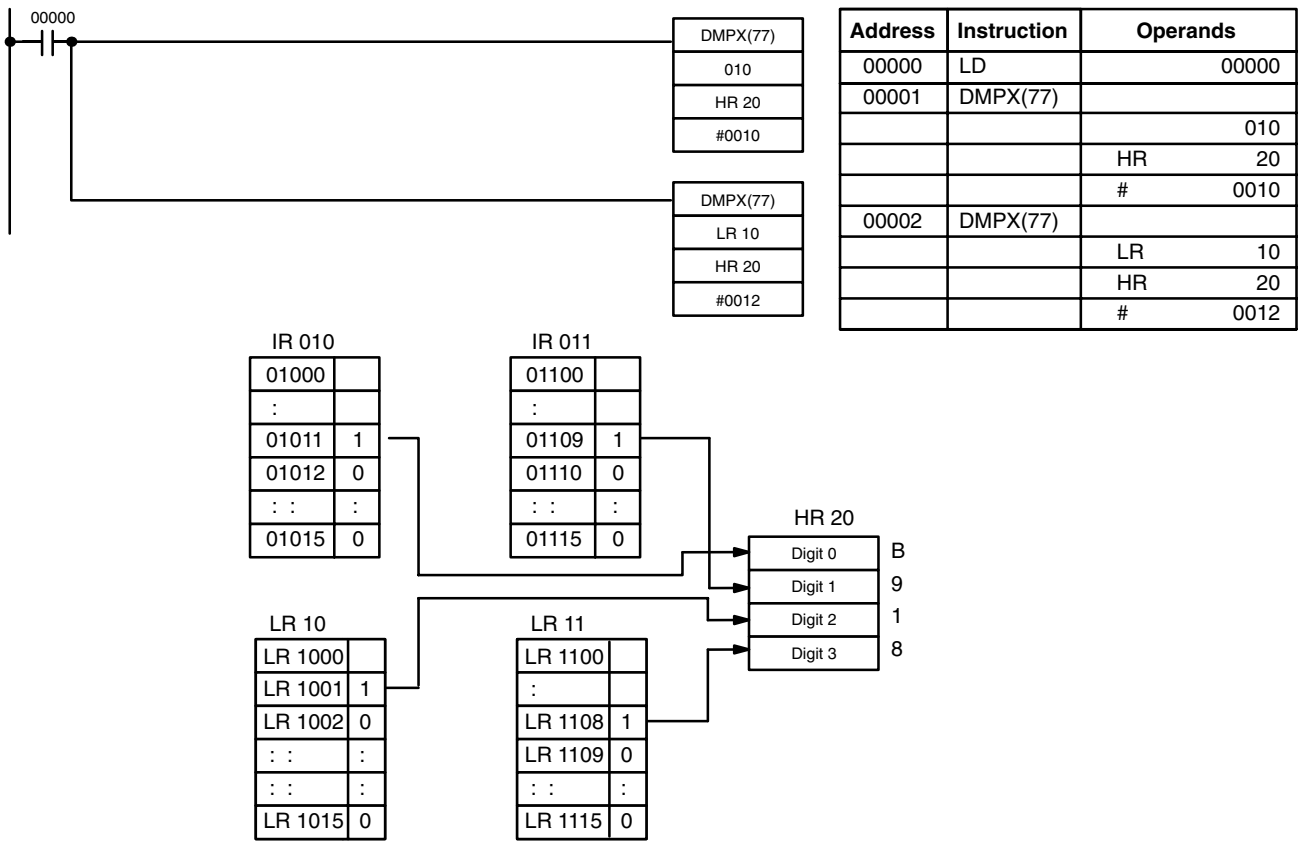 00000
DMPX(77)
010
HR 20
#0010
DMPX(77)
LR 10
HR 20
#0012
Address Instruction Operands
00000 LD 00000
00001 DMPX(77)
010
HR 20
# 0010
00002 DMPX(77)
LR 10
HR 20
# 0012
IR 010
01000
:
01011 1
01012 0
: : :
01015 0
IR 011
01100
:
01109 1
01110 0
: : :
01115 0
HR 20
Digit 0 B
Digit 1 9
Digit 2 1
Digit 3 8
LR 10
LR 1000
LR 1001 1
LR 1002 0
: : :
: : :
LR 1015 0
LR 11
LR 1100
:
LR 1108 1
LR 1109 0
: : :
LR 1115 0